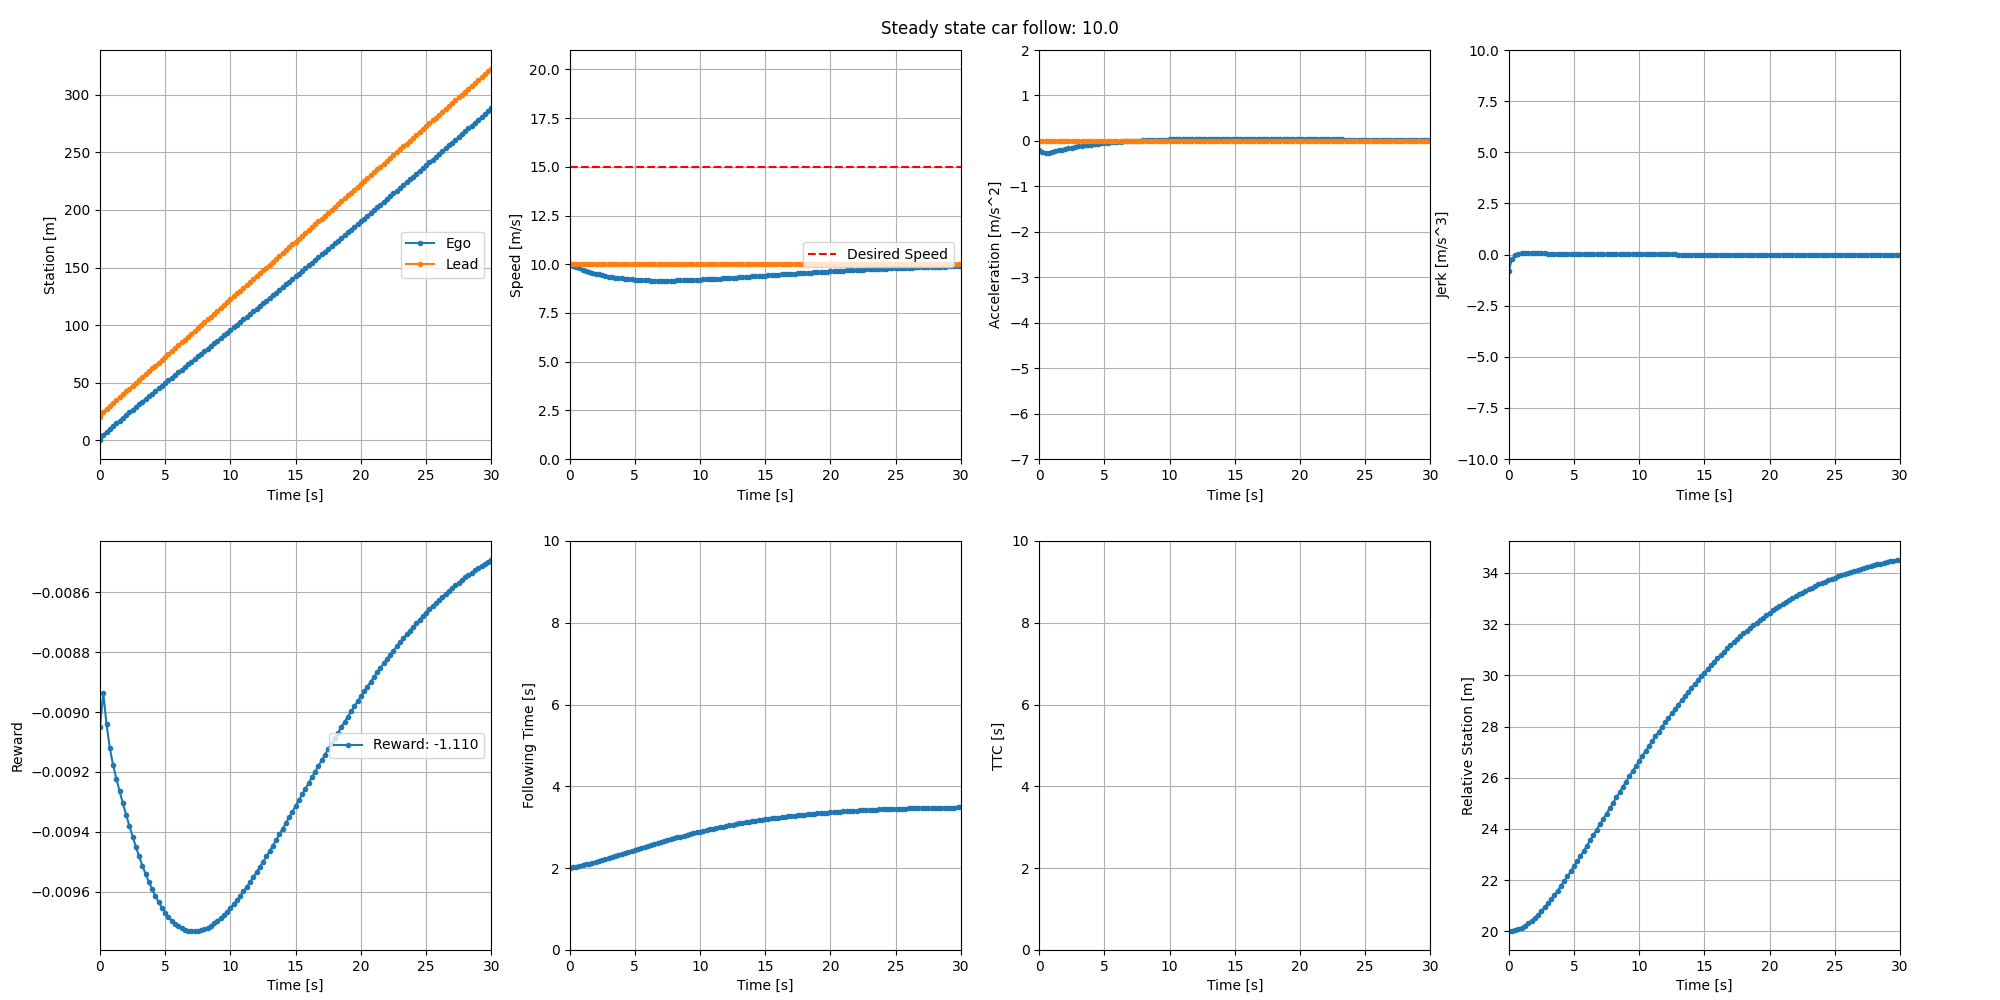 Steady state car follow: 10.0
Station [m]
300
250
200
150
100
50
0
Ego
Lead
0 5 10 15 20 25 30
Time [s]
Speed [m/s]
20.0
17.5
15.0
12.5
10.0
7.5
5.0
2.5
0.0
Desired Speed
0 5 10 15 20 25 30
Time [s]
Acceleration [m/s^2]
2
1
0
−1
−2
−3
−4
−5
−6
−7
0 5 10 15 20 25 30
Time [s]
Jerk [m/s^3]
10.0
7.5
5.0
2.5
0.0
−2.5
−5.0
−7.5
−10.0
0 5 10 15 20 25 30
Time [s]
Reward
−0.0086
−0.0088
−0.0090
−0.0092
−0.0094
−0.0096
Reward: -1.110
0 5 10 15 20 25 30
Time [s]
Following Time [s]
10
8
6
4
2
0
0 5 10 15 20 25 30
Time [s]
TTC [s]
10
8
6
4
2
0
0 5 10 15 20 25 30
Time [s]
Relative Station [m]
34
32
30
28
26
24
22
20
0 5 10 15 20 25 30
Time [s]